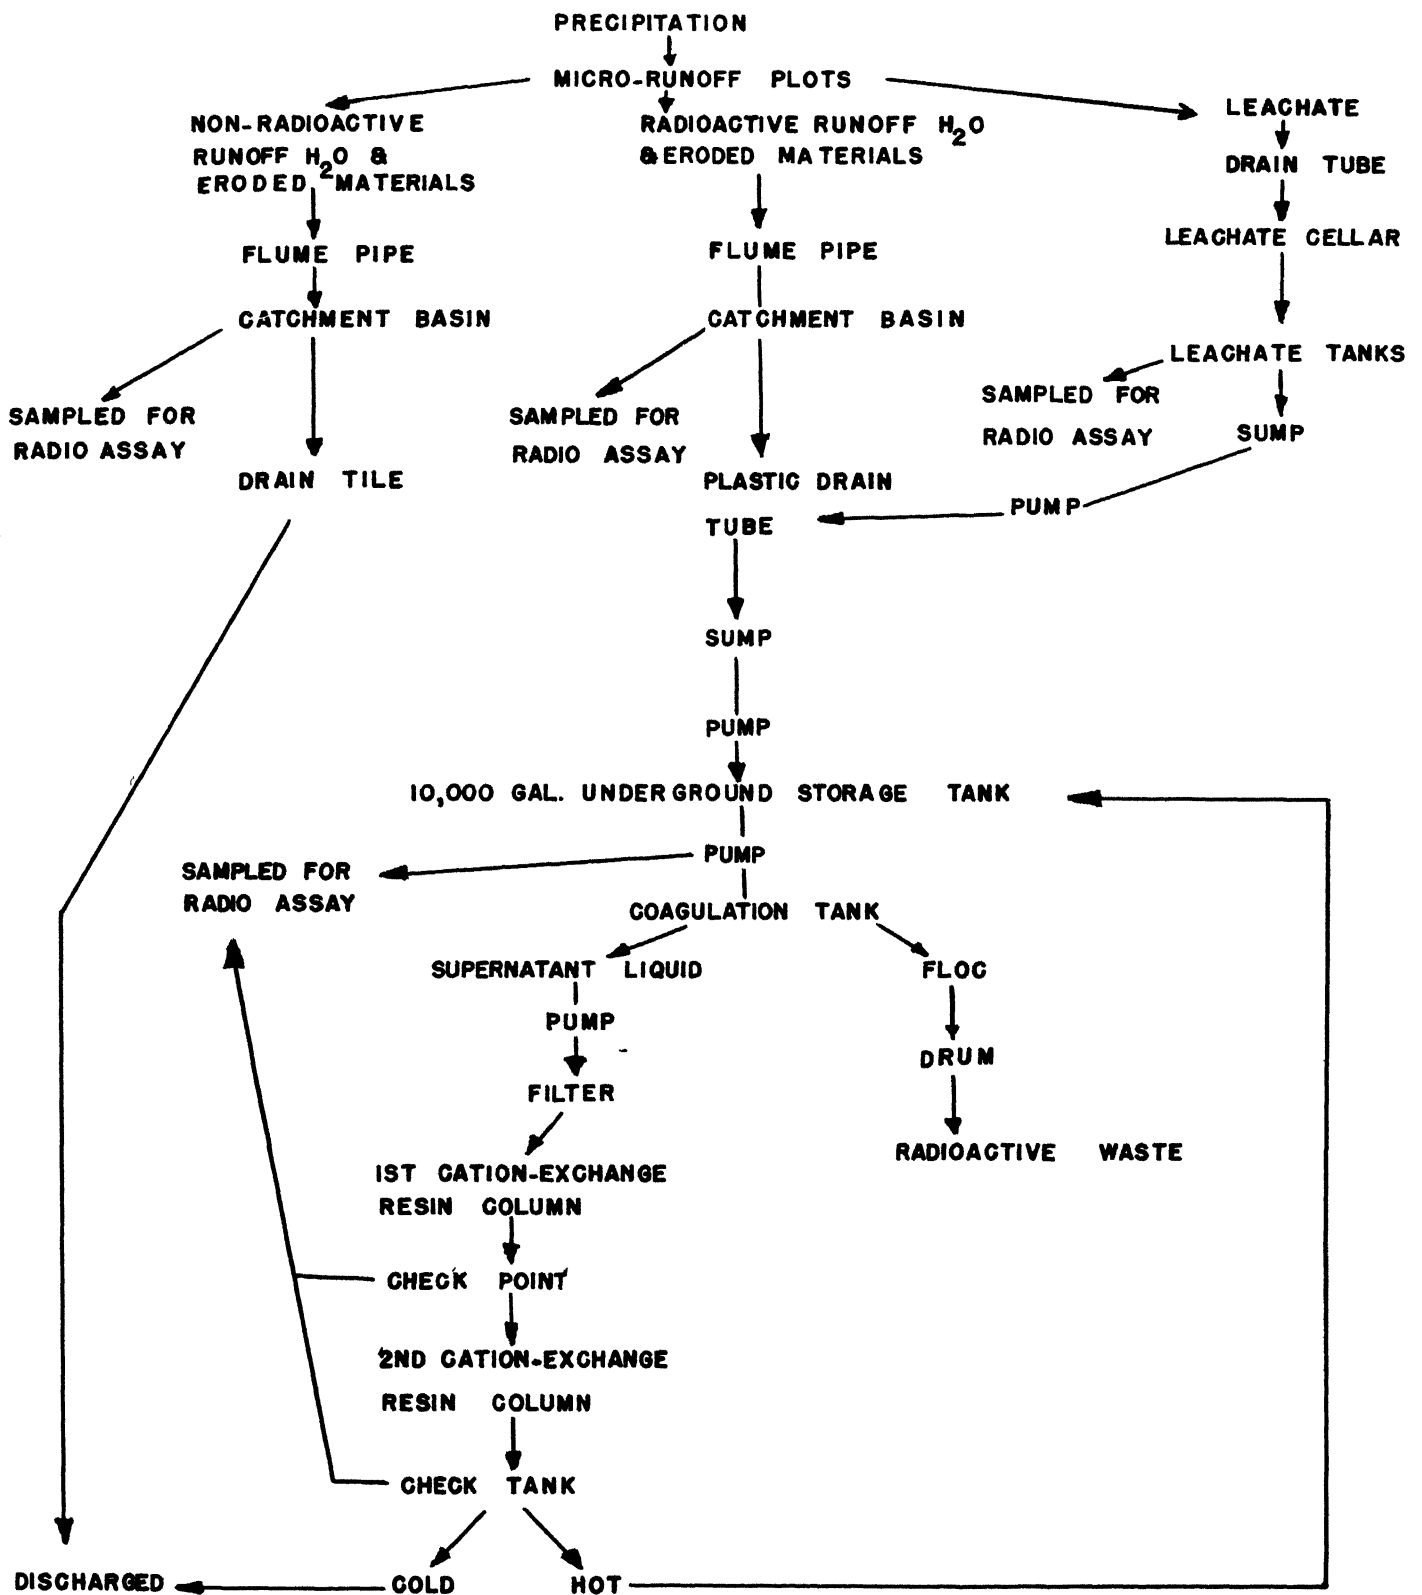 PRECIPITATION
MICRO-RUNOFF PLOTS
NON-RADIOACTIVE
RUNOFF H2O &
ERODED MATERIALS
FLUME PIPE
CATCHMENT BASIN
SAMPLED FOR
RADIO ASSAY
DRAIN TILE
RADIOACTIVE RUNOFF H2O
& ERODED MATERIALS
FLUME PIPE
CATCHMENT BASIN
SAMPLED FOR
RADIO ASSAY
PLASTIC DRAIN
TUBE
LEACHATE
DRAIN TUBE
LEACHATE CELLAR
LEACHATE TANKS
SAMPLED FOR
RADIO ASSAY
SUMP
PUMP
SUMP
PUMP
10,000 GAL. UNDERGROUND STORAGE TANK
PUMP
SAMPLED FOR
RADIO ASSAY
COAGULATION TANK
SUPERNATANT LIQUID
PUMP
FILTER
FLOC
DRUM
RADIOACTIVE WASTE
1ST CATION-EXCHANGE
RESIN COLUMN
CHECK POINT
2ND CATION-EXCHANGE
RESIN COLUMN
CHECK TANK
DISCHARGED
COLD
HOT